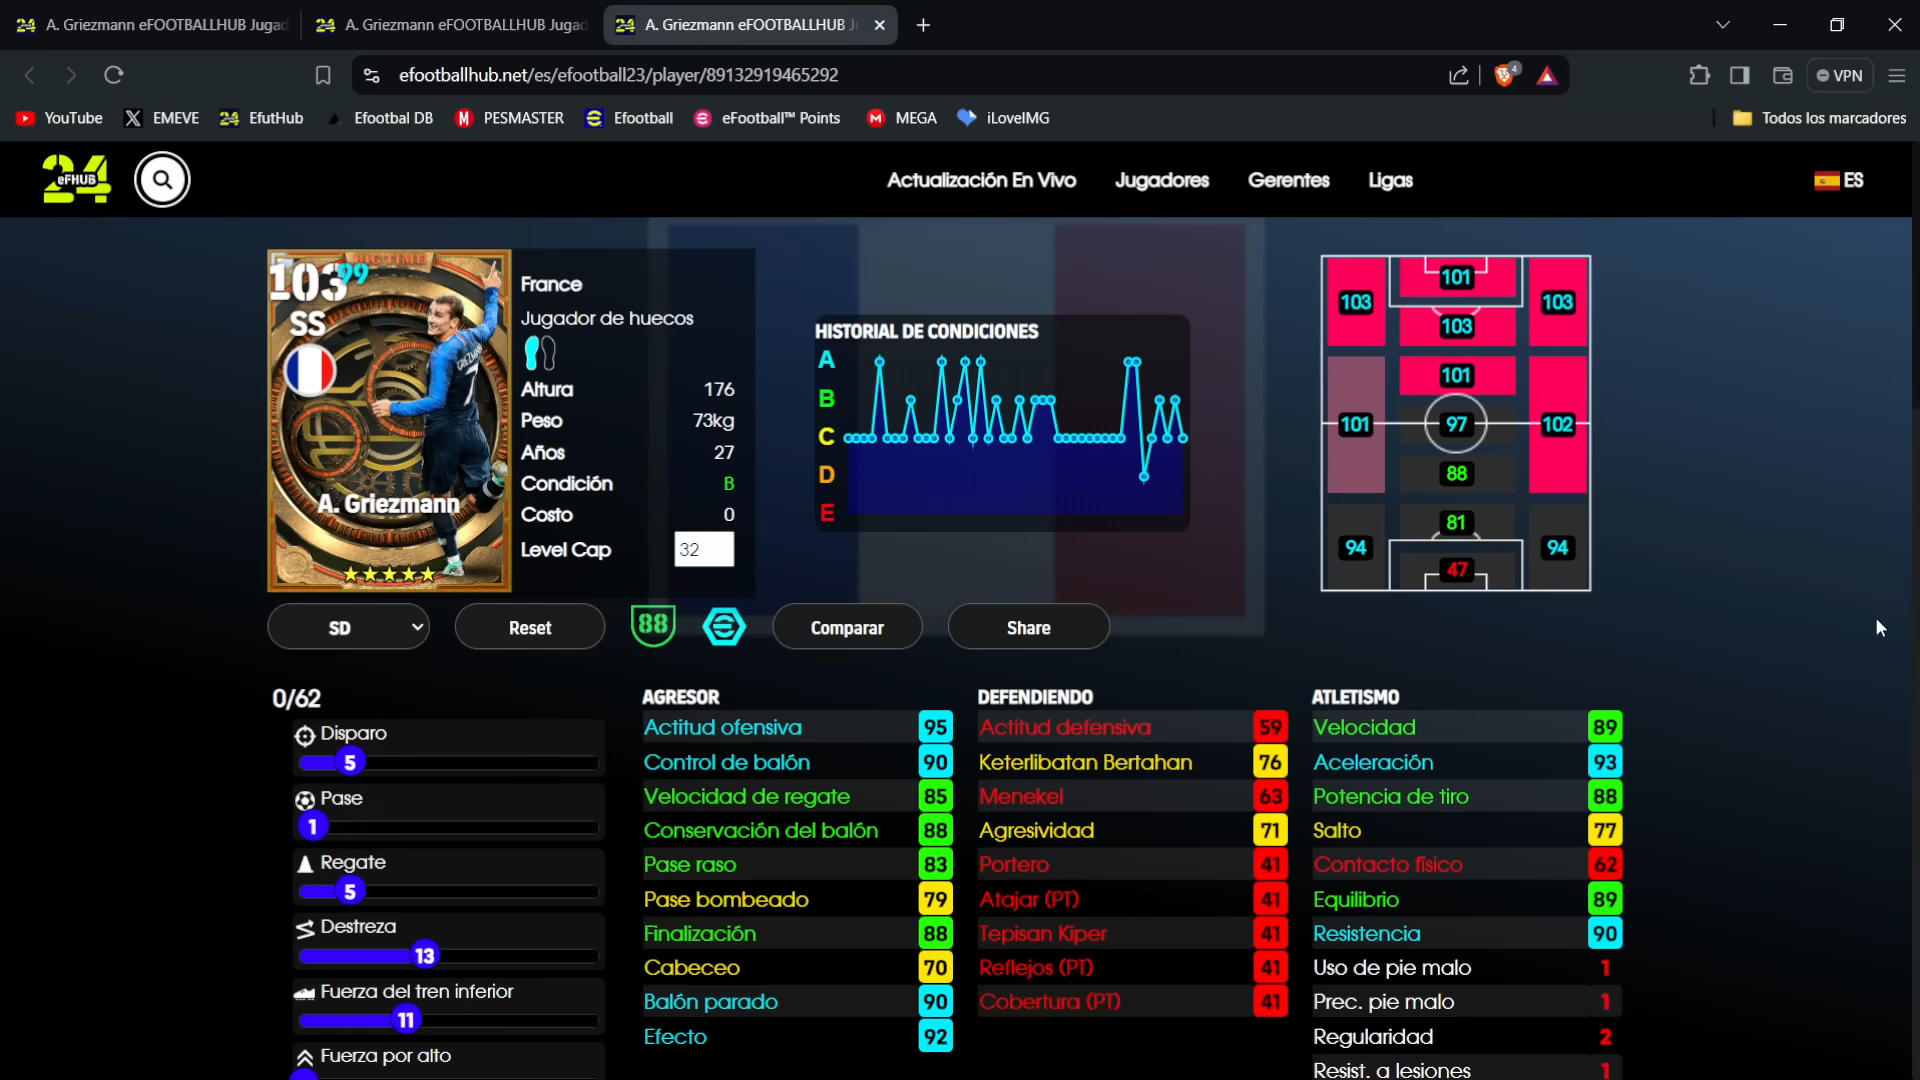 A. Griezmann eFOOTBALLHUB Jugad
A. Griezmann eFOOTBALLHUB Jugad
A. Griezmann eFOOTBALLHUB J
efootballhub.net/es/efootball23/player/89132919465292
4
VPN
YouTube
EMEVE
EfutHub
Efootbal DB
PESMASTER
Efootball
eFootball™ Points
MEGA
iLoveIMG
Todos los marcadores
24
eFHUB
Actualización En Vivo
Jugadores
Gerentes
Ligas
ES
BIG TIME
103
99
SS
A. Griezmann
France
Jugador de huecos
Altura 176
Peso 73kg
Años 27
Condición B
Costo 0
Level Cap 32
HISTORIAL DE CONDICIONES
A
B
C
D
E
101
103
103
103
101
101
97
102
88
81
94
94
47
SD
Reset
88
Comparar
Share
0/62
Disparo
5
Pase
1
Regate
5
Destreza
13
Fuerza del tren inferior
11
Fuerza por alto
AGRESOR
Actitud ofensiva 95
Control de balón 90
Velocidad de regate 85
Conservación del balón 88
Pase raso 83
Pase bombeado 79
Finalización 88
Cabeceo 70
Balón parado 90
Efecto 92
DEFENDIENDO
Actitud defensiva 59
Keterlibatan Bertahan 76
Menekel 63
Agresividad 71
Portero 41
Atajar (PT) 41
Tepisan Kiper 41
Reflejos (PT) 41
Cobertura (PT) 41
ATLETISMO
Velocidad 89
Aceleración 93
Potencia de tiro 88
Salto 77
Contacto físico 62
Equilibrio 89
Resistencia 90
Uso de pie malo 1
Prec. pie malo 1
Regularidad 2
Resist. a lesiones 1